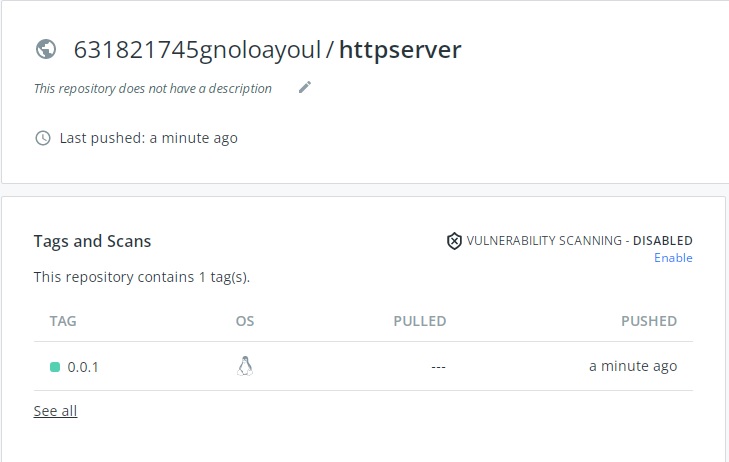 631821745gnoloayoul / httpserver
This repository does not have a description
Last pushed: a minute ago
Tags and Scans
VULNERABILITY SCANNING - DISABLED
Enable
This repository contains 1 tag(s).
TAG OS PULLED PUSHED
0.0.1 --- a minute ago
See all